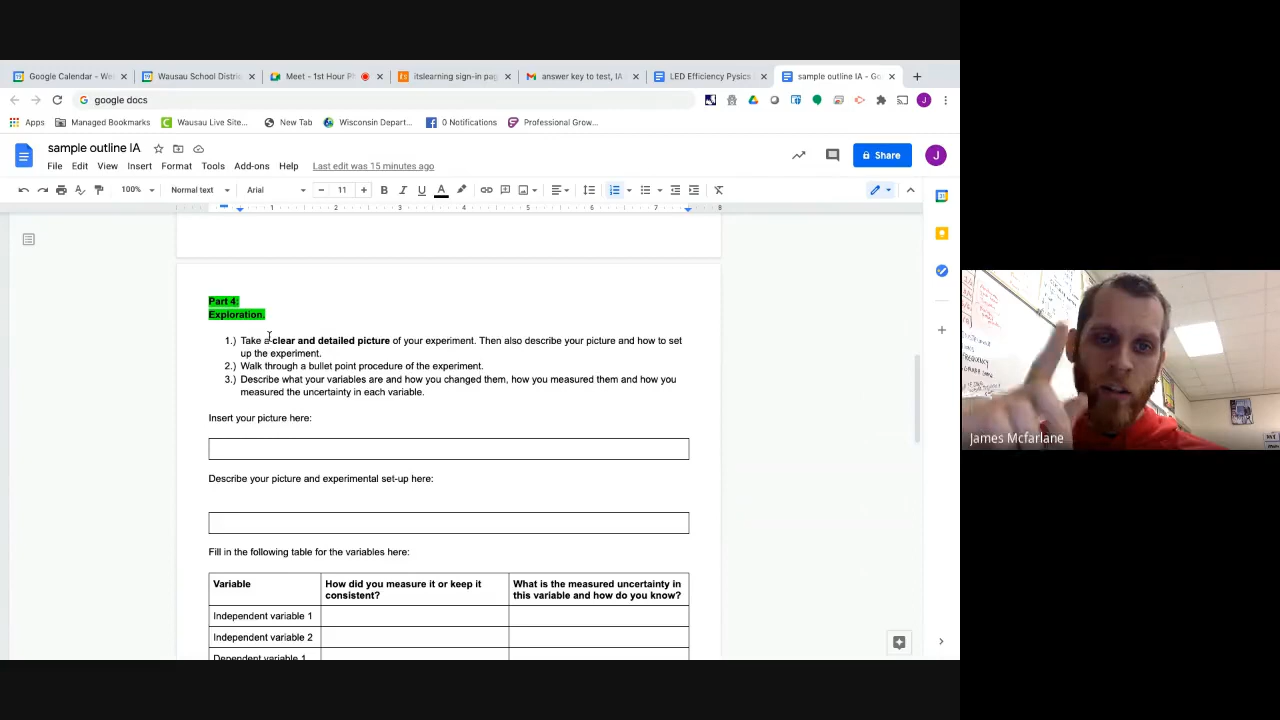 Google Calendar - We
Wausau School Distric
Meet - 1st Hour Ph
itslearning sign-in pag
answer key to test, IA
LED Efficiency Pysics
sample outline IA - Go
google docs
Apps
Managed Bookmarks
Wausau Live Site...
New Tab
Wisconsin Depart...
0 Notifications
Professional Grow...
sample outline IA
File Edit View Insert Format Tools Add-ons Help Last edit was 15 minutes ago
Share
J
100% Normal text Arial 11
1 2 3 4 5 6 7 8
Part 4:
Exploration.
1.) Take a clear and detailed picture of your experiment. Then also describe your picture and how to set
up the experiment.
2.) Walk through a bullet point procedure of the experiment.
3.) Describe what your variables are and how you changed them, how you measured them and how you
measured the uncertainty in each variable.
Insert your picture here:
Describe your picture and experimental set-up here:
Fill in the following table for the variables here:
Variable
How did you measure it or keep it
consistent?
What is the measured uncertainty in
this variable and how do you know?
Independent variable 1
Independent variable 2
Dependent variable 1
James Mcfarlane